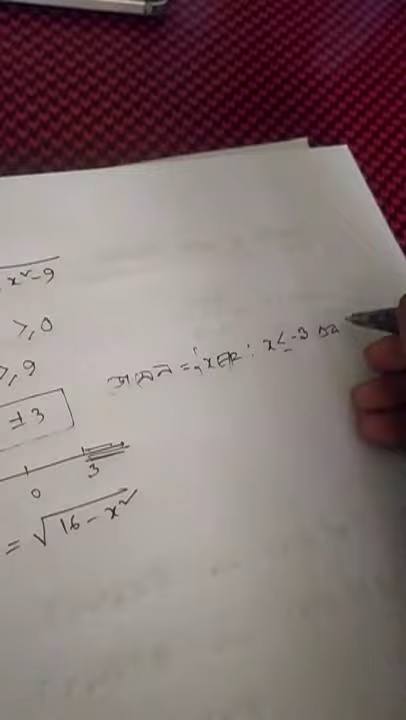 x²-9
≥ 0
≥ 9
± 3
ডোমেন = { x ∈ ℝ : x ≤ -3
0 3
= √16 - x²